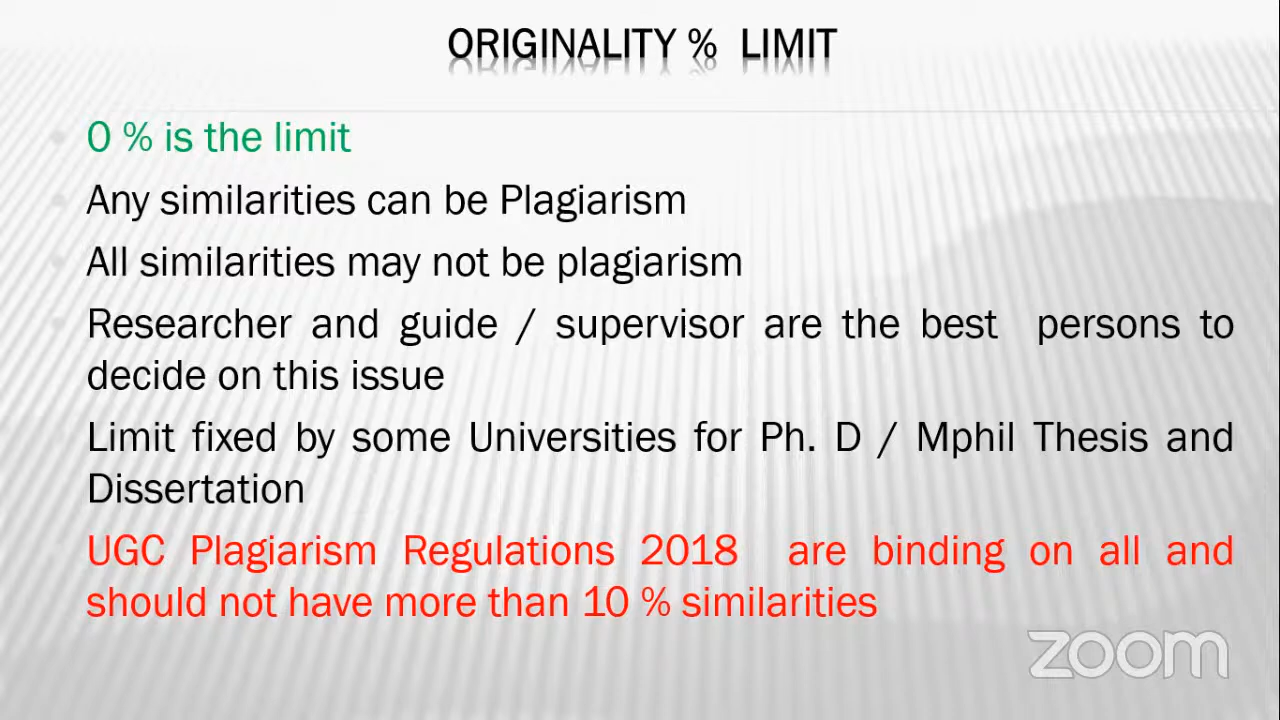 ORIGINALITY % LIMIT
0 % is the limit
Any similarities can be Plagiarism
All similarities may not be plagiarism
Researcher and guide / supervisor are the best persons to
decide on this issue
Limit fixed by some Universities for Ph. D / Mphil Thesis and
Dissertation
UGC Plagiarism Regulations 2018 are binding on all and
should not have more than 10 % similarities
zoom